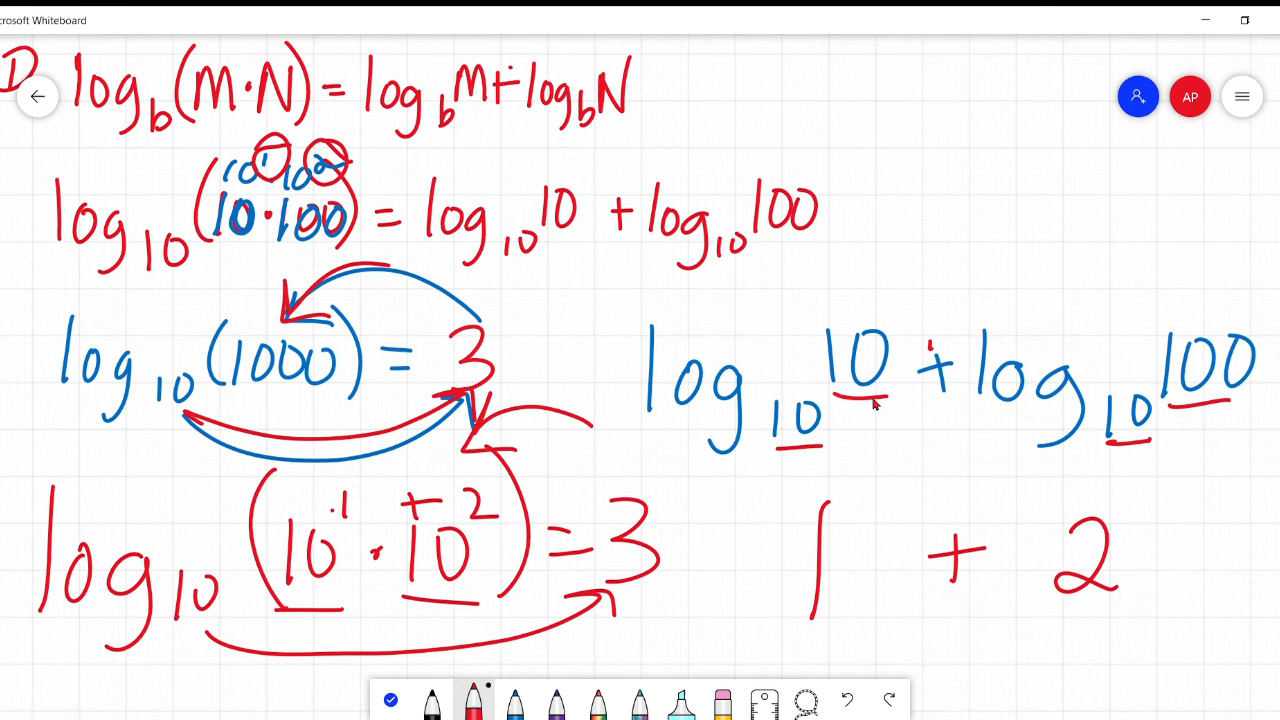 crosoft Whiteboard
AP
D log_b(M·N) = log_b M + log_b N
10^1 · 10^2
log_10(10·100) = log_10 10 + log_10 100
log_10(1000) = 3
log_10 10 + log_10 100
log_10(10^1 · 10^2) = 3
+
1 + 2